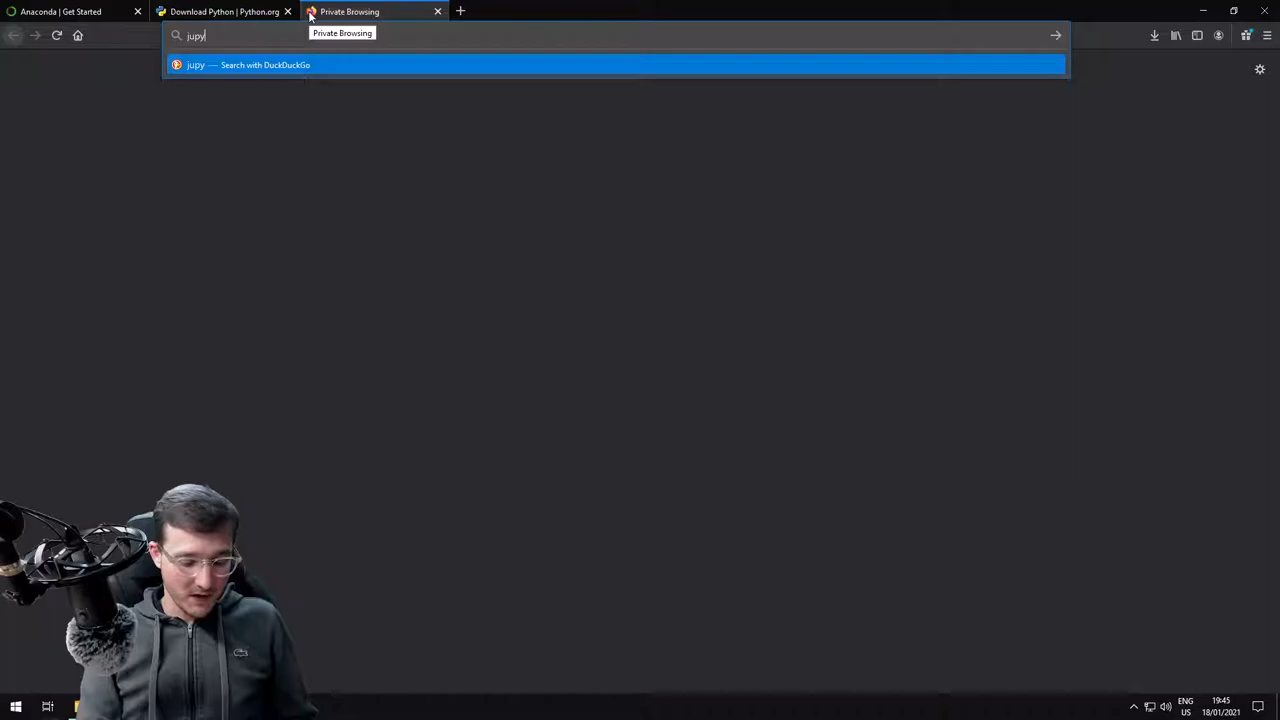 Anaconda | Get Started
Download Python | Python.org
Private Browsing
jupy
Private Browsing
jupy — Search with DuckDuckGo
ENG
US
19:45
18/01/2021